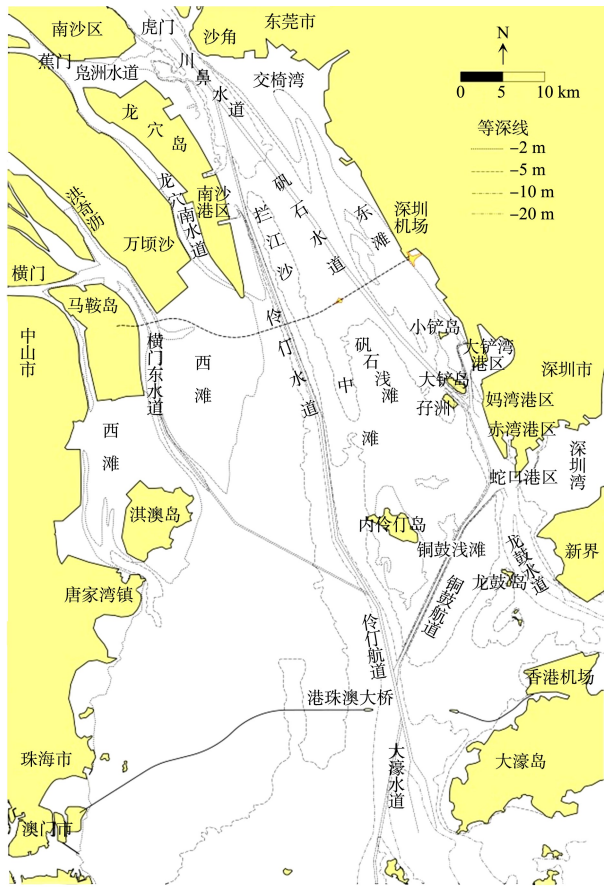 南沙区
虎门
沙角
东莞市
蕉门
凫洲水道
川鼻水道
交椅湾
N
0 5 10 km
等深线
-2 m
-5 m
-10 m
-20 m
龙穴岛
龙穴南水道
南沙
港区
拦江沙
矾石水道
东滩
深圳
机场
洪奇沥
万顷沙
横门
马鞍岛
中山市
横门东水道
西滩
伶仃水道
矾石浅滩
中滩
小铲岛
大铲湾
港区
大铲岛
孖洲
深圳市
妈湾港区
赤湾港区
蛇口港区
深圳湾
西滩
淇澳岛
内伶仃岛
铜鼓浅滩
龙鼓水道
新界
龙鼓岛
铜鼓航道
唐家湾镇
伶仃航道
港珠澳大桥
香港机场
大濠水道
大濠岛
珠海市
澳门市